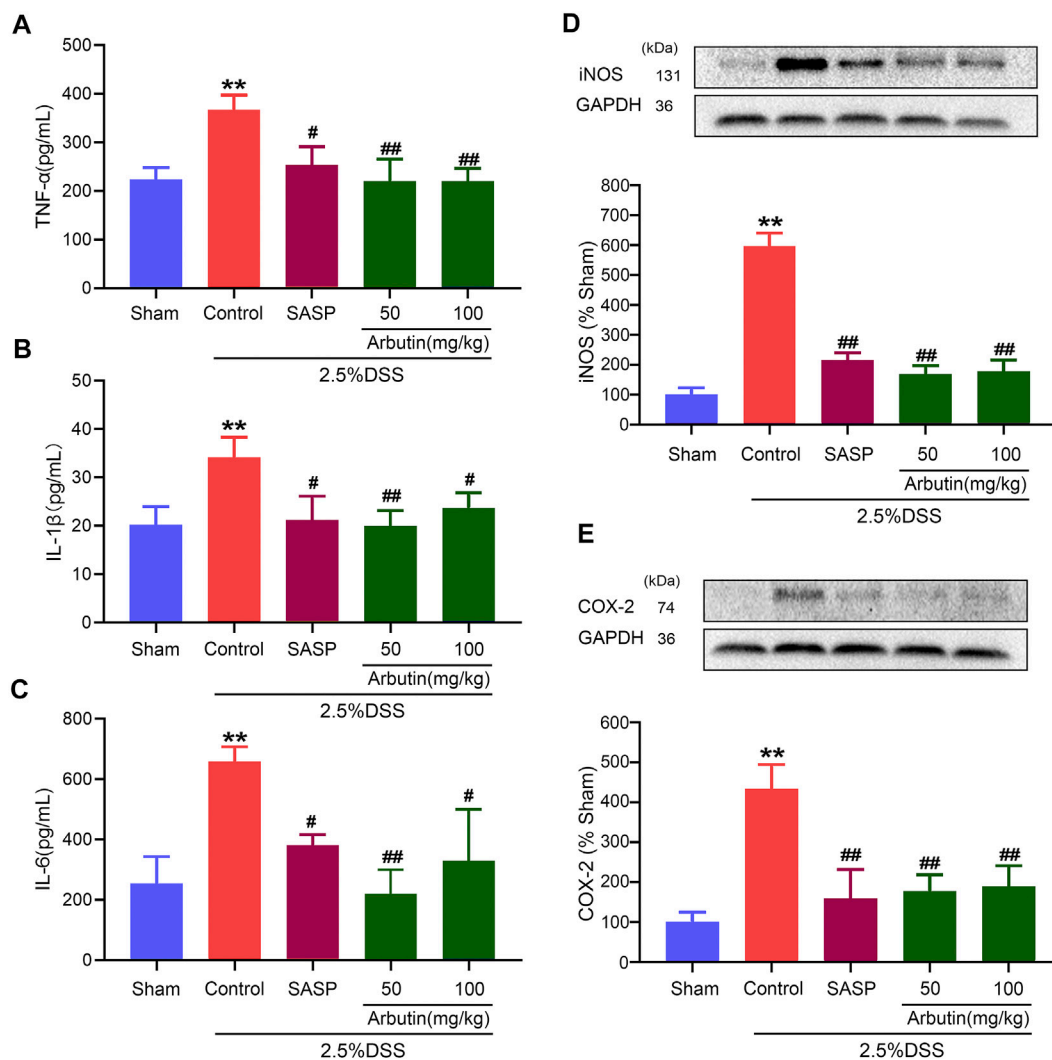 A
TNF-α(pg/mL)
500
400
300
200
100
0
**
#
##
##
Sham Control SASP 50 100
Arbutin(mg/kg)
2.5%DSS
B
IL-1β(pg/mL)
50
40
30
20
10
0
**
#
##
#
Sham Control SASP 50 100
Arbutin(mg/kg)
2.5%DSS
C
IL-6(pg/mL)
800
600
400
200
0
**
#
##
#
Sham Control SASP 50 100
Arbutin(mg/kg)
2.5%DSS
D
(kDa)
iNOS 131
GAPDH 36
iNOS (% Sham)
800
700
600
500
400
300
200
100
0
**
##
##
##
Sham Control SASP 50 100
Arbutin(mg/kg)
2.5%DSS
E
(kDa)
COX-2 74
GAPDH 36
COX-2 (% Sham)
600
500
400
300
200
100
0
**
##
##
##
Sham Control SASP 50 100
Arbutin(mg/kg)
2.5%DSS